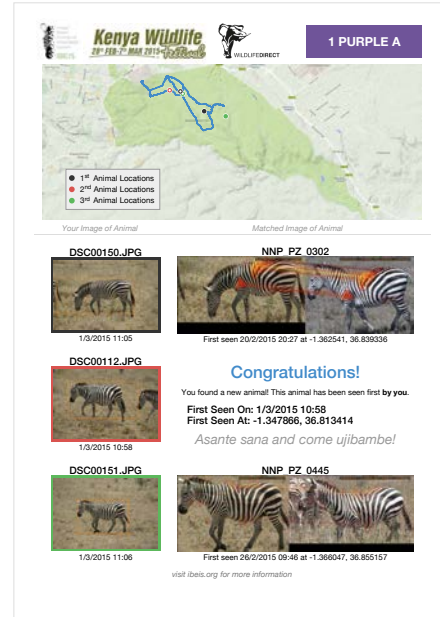 Kenya Wildlife
28TH FEB-7TH MAR 2015 Festival
WILDLIFEDIRECT
1 PURPLE A
1st Animal Locations
2nd Animal Locations
3rd Animal Locations
Your Image of Animal
Matched Image of Animal
DSC00150.JPG
NNP_PZ_0302
1/3/2015 11:05
First seen 20/2/2015 20:27 at -1.362541, 36.839336
DSC00112.JPG
Congratulations!
You found a new animal! This animal has been seen first by you.
First Seen On: 1/3/2015 10:58
First Seen At: -1.347866, 36.813414
Asante sana and come ujibambe!
1/3/2015 10:58
DSC00151.JPG
NNP_PZ_0445
1/3/2015 11:06
First seen 26/2/2015 09:46 at -1.366047, 36.855157
visit ibeis.org for more information